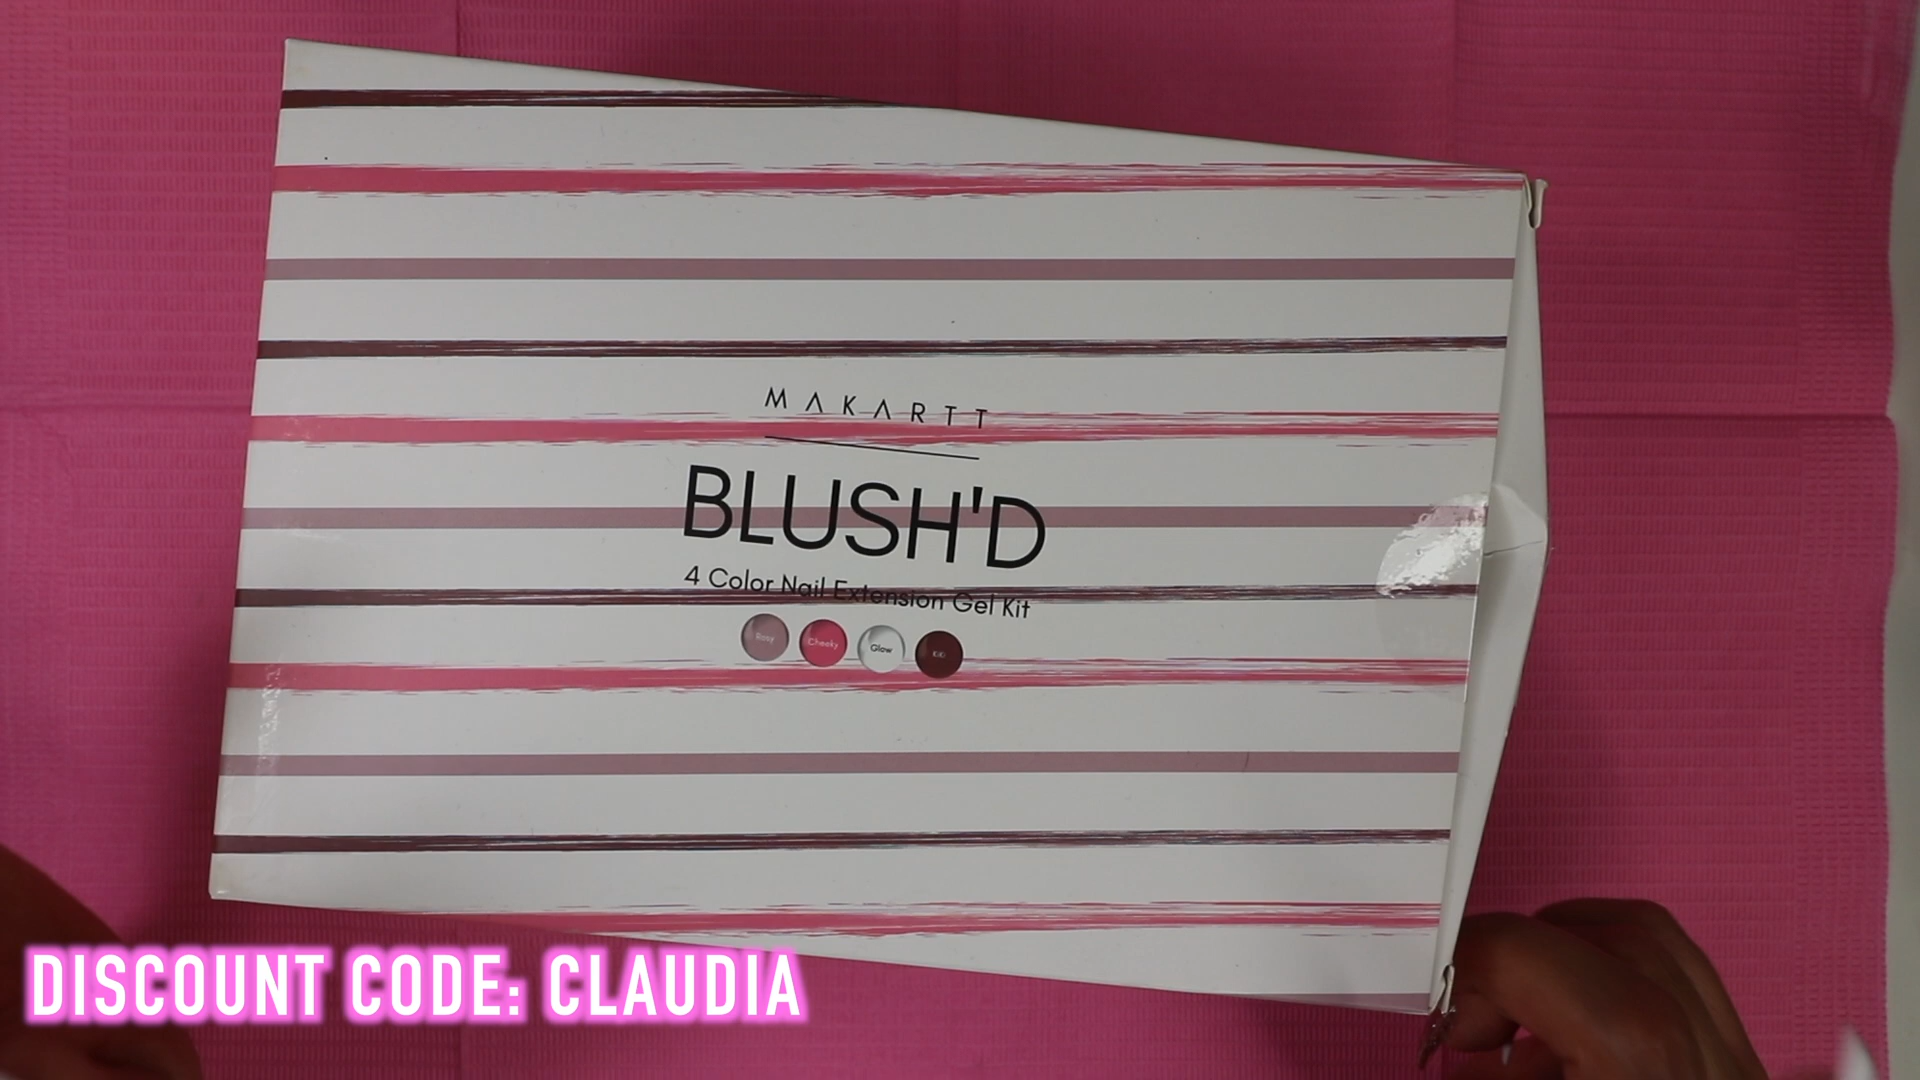 MAKARTT
BLUSH'D
4 Color Nail Extension Gel Kit
Rosy Cheeky Glow
DISCOUNT CODE: CLAUDIA